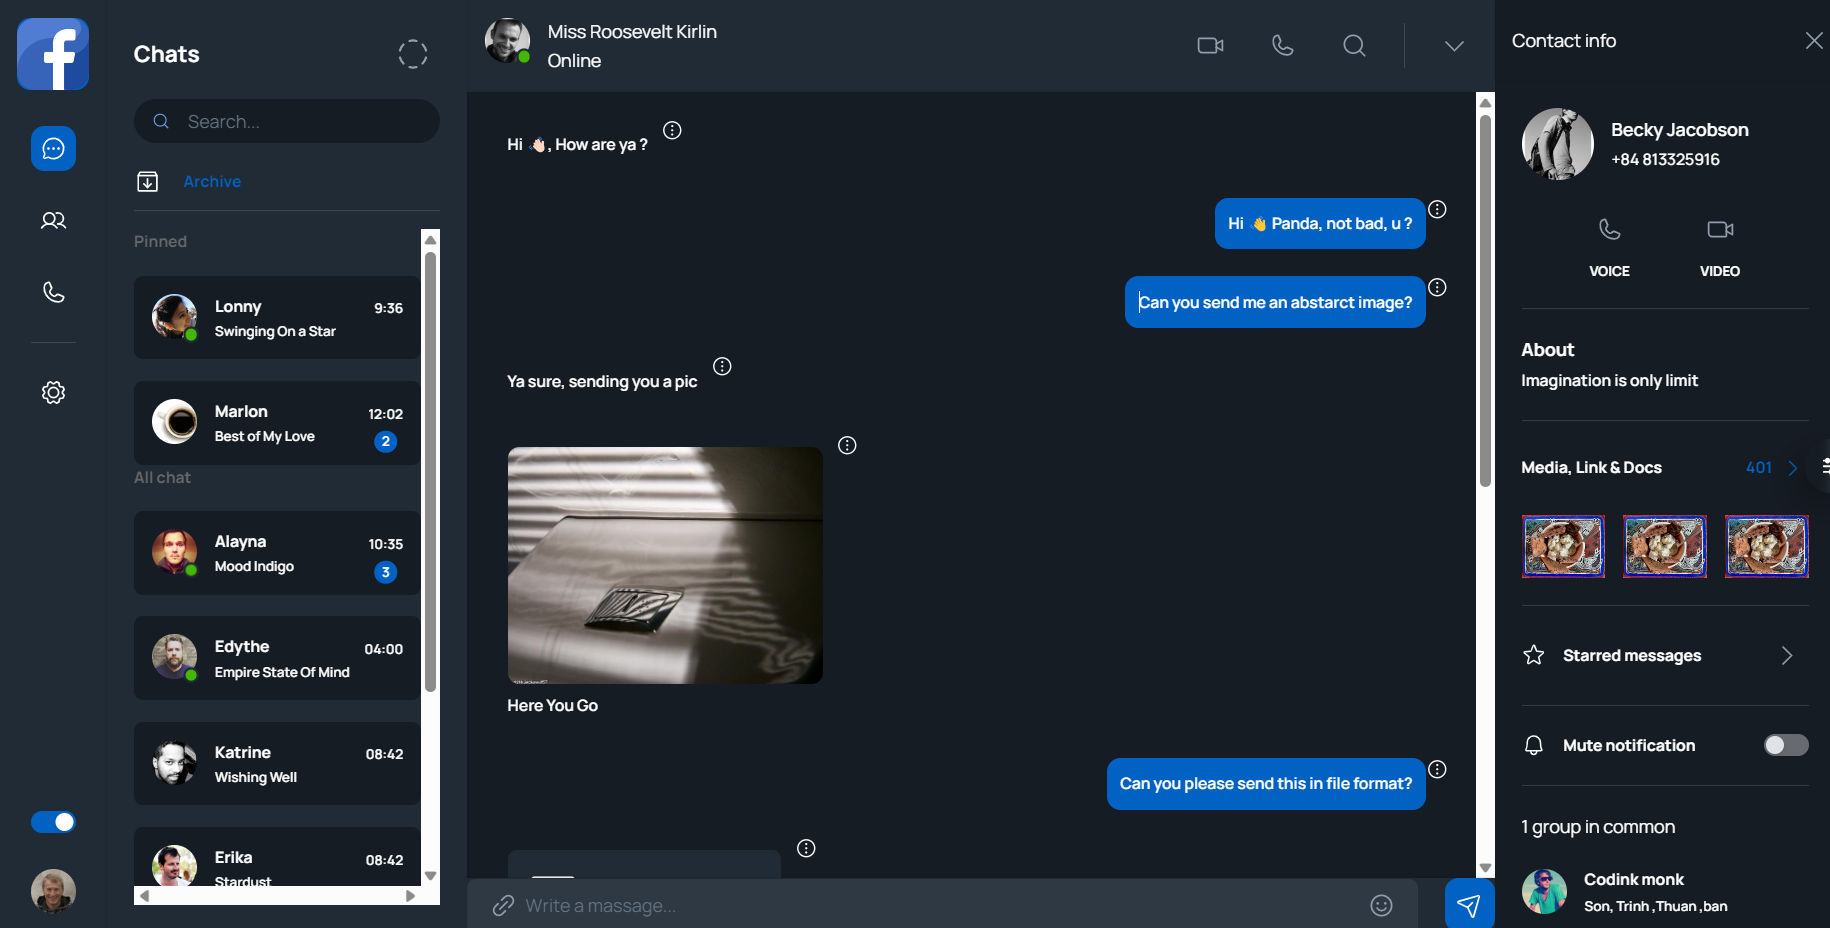 Chats
Search...
Archive
Pinned
Lonny
9:36
Swinging On a Star
Marlon
12:02
Best of My Love
2
All chat
Alayna
10:35
Mood Indigo
3
Edythe
04:00
Empire State Of Mind
Katrine
08:42
Wishing Well
Erika
08:42
Stardust
Miss Roosevelt Kirlin
Online
Hi 👋🏻, How are ya ?
Hi 👋 Panda, not bad, u ?
Can you send me an abstarct image?
Ya sure, sending you a pic
Here You Go
Can you please send this in file format?
Write a massage...
Contact info
Becky Jacobson
+84 813325916
VOICE
VIDEO
About
Imagination is only limit
Media, Link & Docs
401
Starred messages
Mute notification
1 group in common
Codink monk
Son, Trinh ,Thuan ,ban